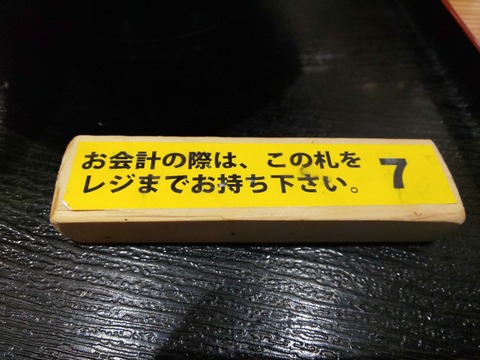 お会計の際は、この札を
レジまでお持ち下さい。
7